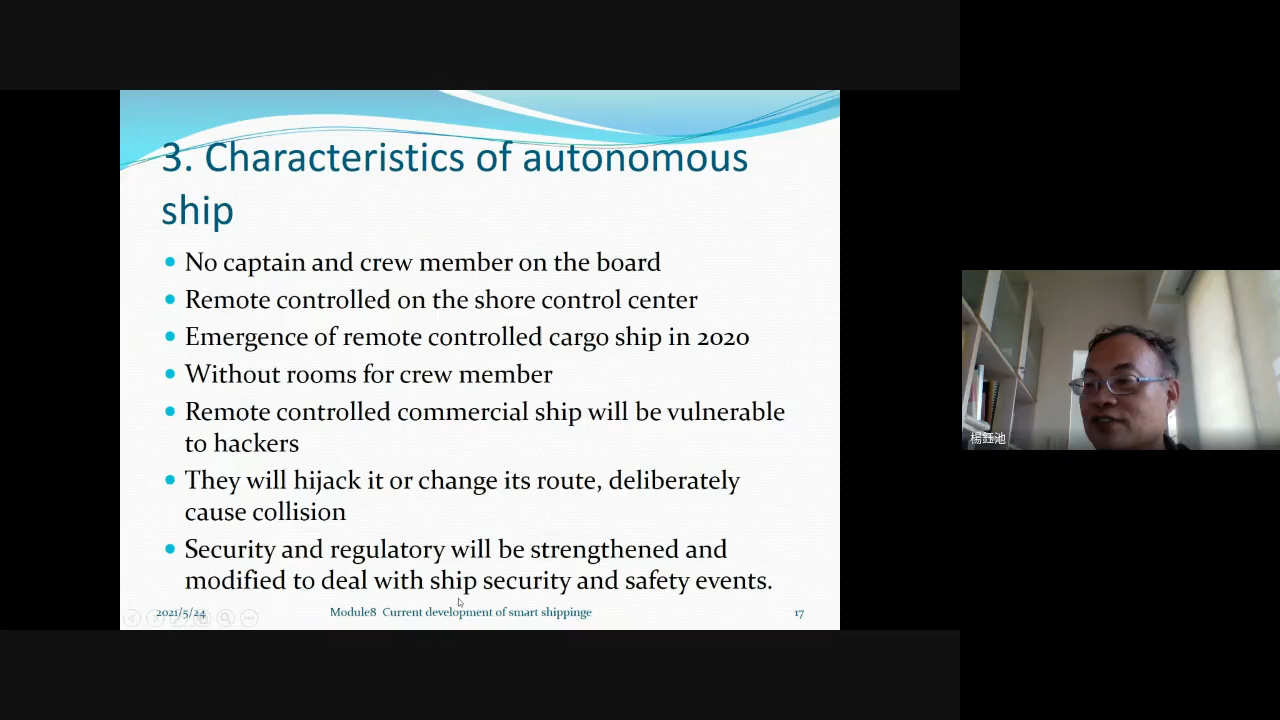 3. Characteristics of autonomous
ship
No captain and crew member on the board
Remote controlled on the shore control center
Emergence of remote controlled cargo ship in 2020
Without rooms for crew member
Remote controlled commercial ship will be vulnerable
to hackers
They will hijack it or change its route, deliberately
cause collision
Security and regulatory will be strengthened and
modified to deal with ship security and safety events.
2021/5/24
Module8 Current development of smart shippinge
17
楊鈺池